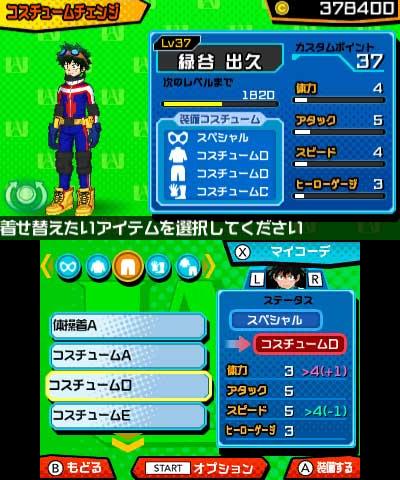 コスチュームチェンジ
C 378400
Lv37
緑谷 出久
次のレベルまで
1820
装備コスチューム
スペシャル
コスチュームD
コスチュームD
コスチュームC
カスタムポイント
37
体力 4
アタック 5
スピード 4
ヒーローゲージ 3
着せ替えたいアイテムを選択してください
X マイコーデ
L R
体操着A
コスチュームA
コスチュームD
コスチュームE
ステータス
スペシャル
コスチュームD
体力 3 >4(+1)
アタック 5
スピード 5 >4(-1)
ヒーローゲージ 3
B もどる
START オプション
A 装備する